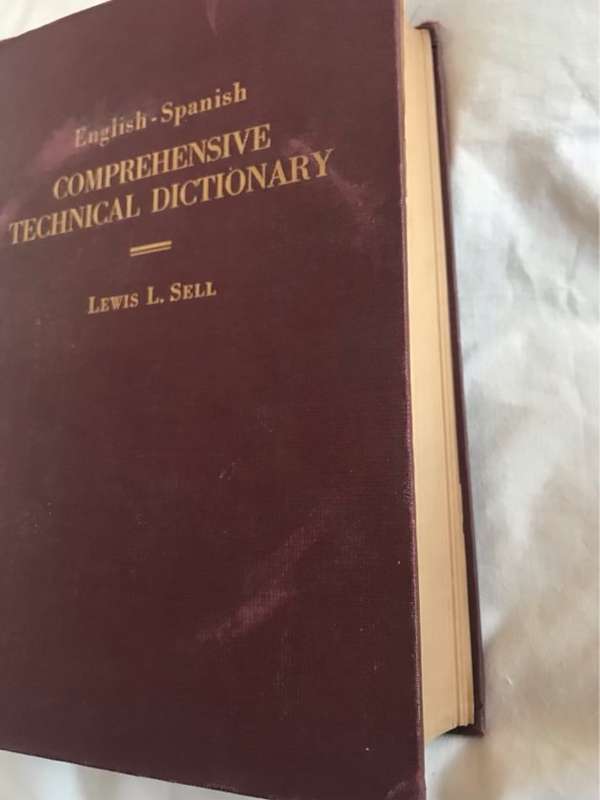 English-Spanish
COMPREHENSIVE
TECHNICAL DICTIONARY
LEWIS L. SELL